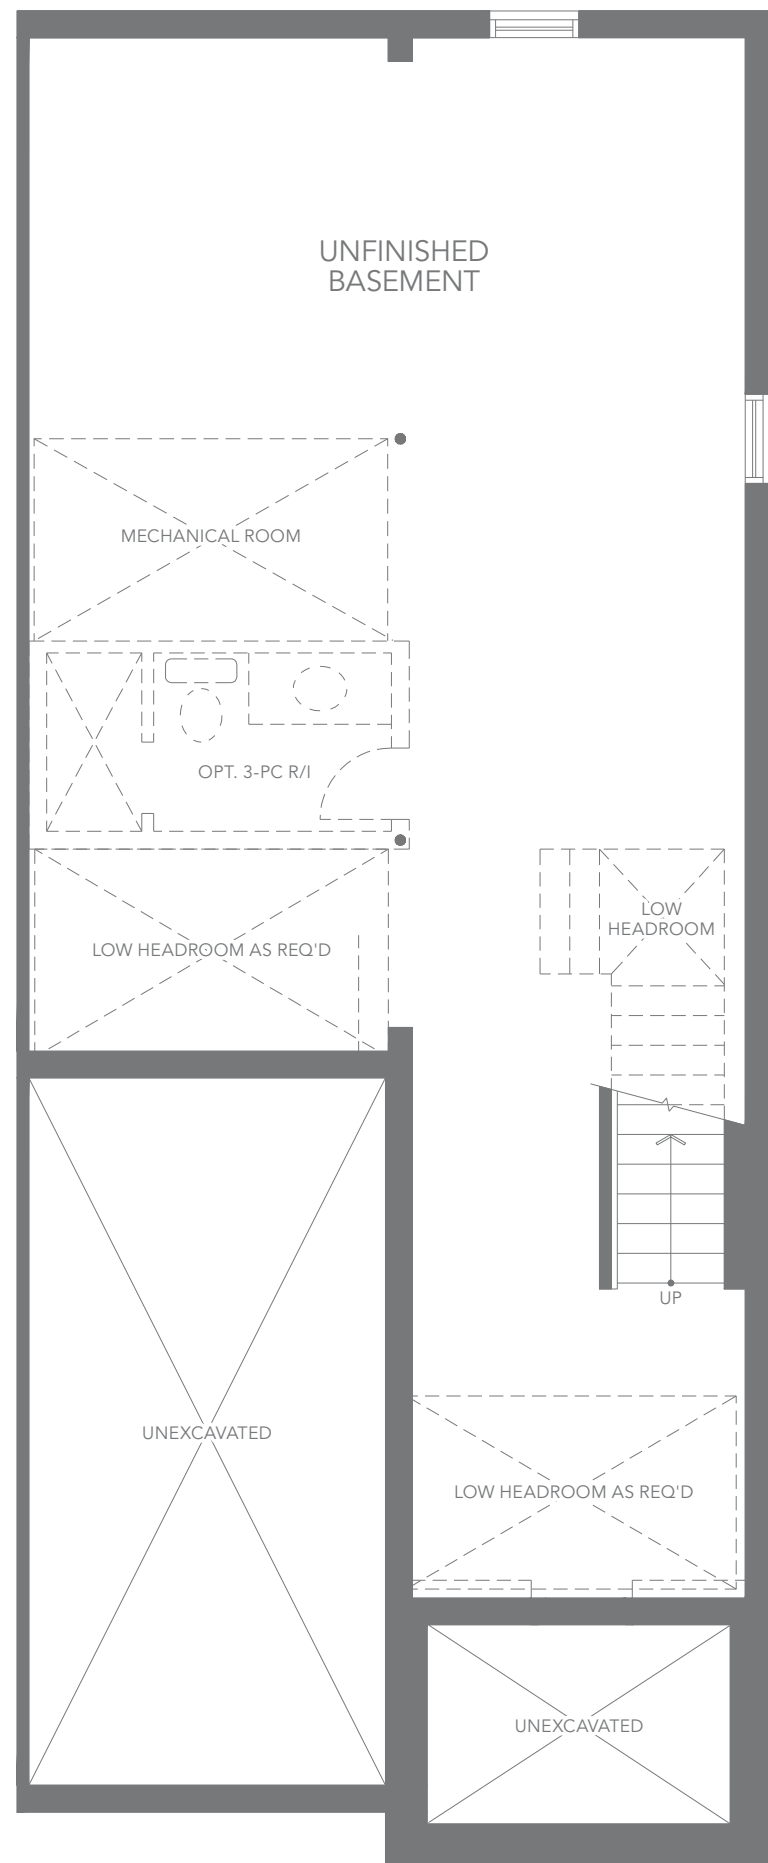 UNFINISHED
BASEMENT
MECHANICAL ROOM
OPT. 3-PC R/I
LOW
HEADROOM
LOW HEADROOM AS REQ'D
UP
UNEXCAVATED
LOW HEADROOM AS REQ'D
UNEXCAVATED